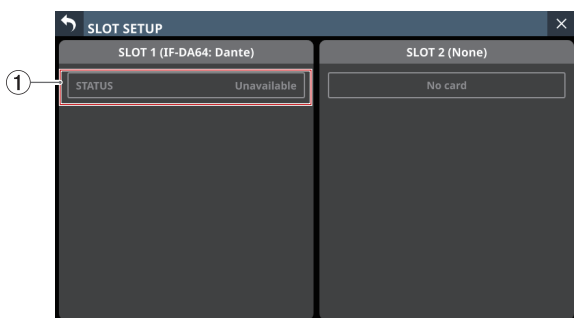 SLOT SETUP
SLOT 1 (IF-DA64: Dante)
SLOT 2 (None)
1
STATUS Unavailable
No card